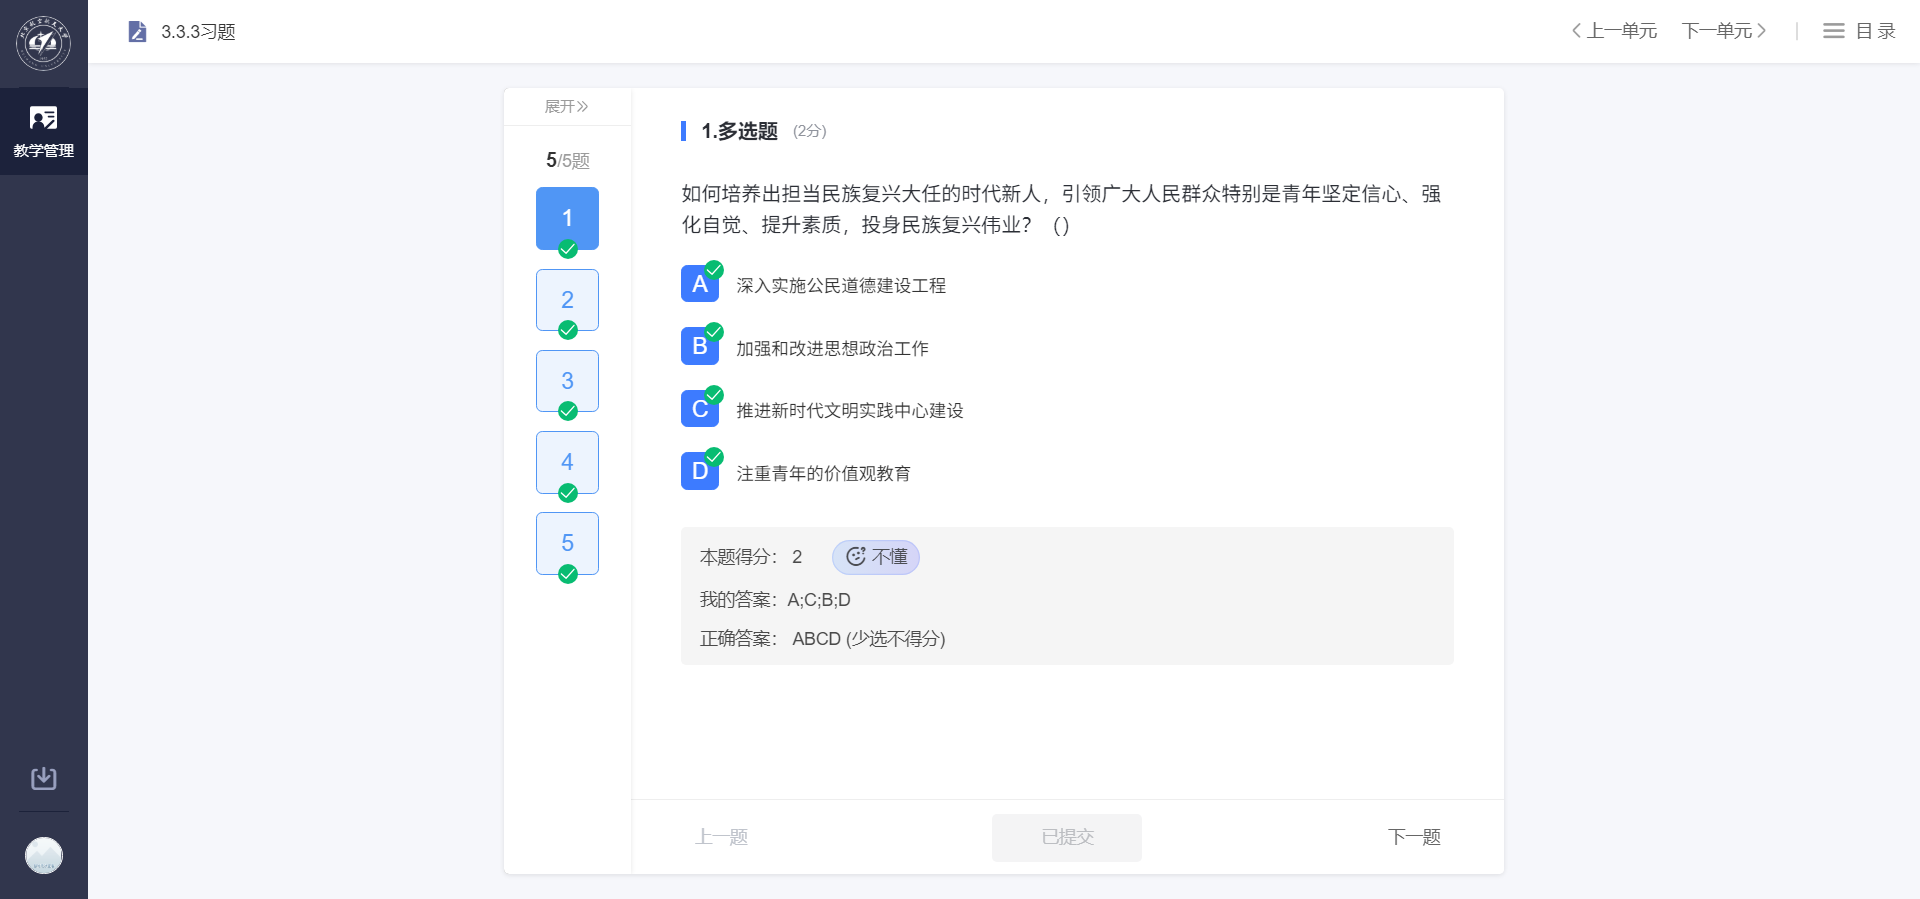 3.3.3习题
上一单元
下一单元
目录
教学管理
展开
5/5题
1
2
3
4
5
1.多选题 (2分)
如何培养出担当民族复兴大任的时代新人，引领广大人民群众特别是青年坚定信心、强
化自觉、提升素质，投身民族复兴伟业？（）
A 深入实施公民道德建设工程
B 加强和改进思想政治工作
C 推进新时代文明实践中心建设
D 注重青年的价值观教育
本题得分： 2 不懂
我的答案：A;C;B;D
正确答案： ABCD (少选不得分)
上一题
已提交
下一题